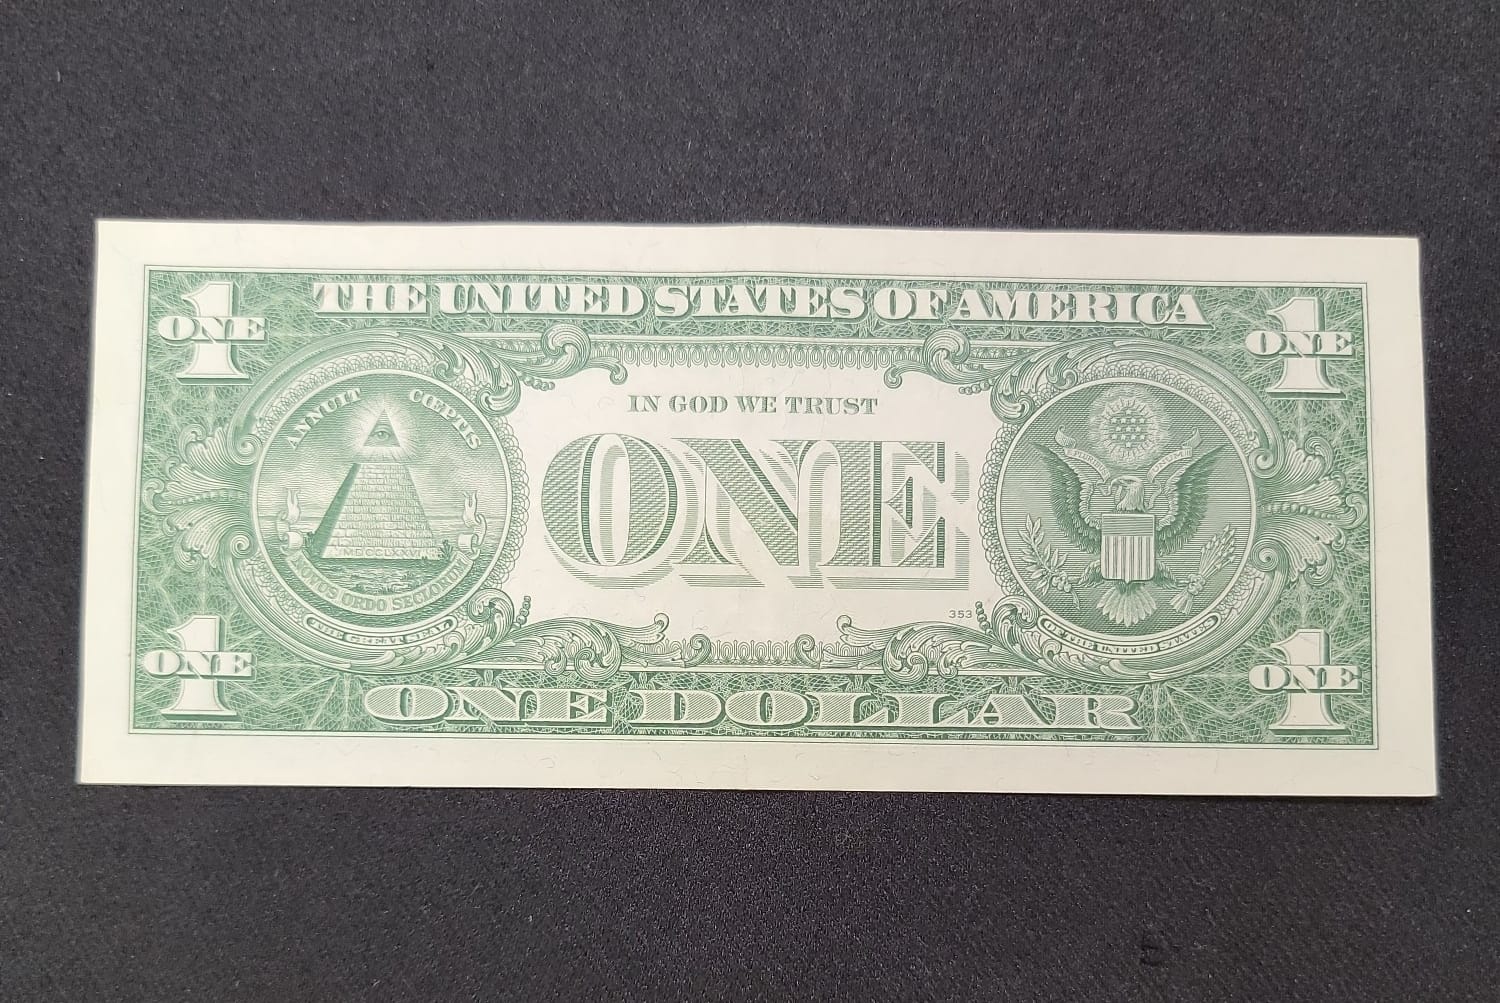 THE UNITED STATES OF AMERICA
1
ONE
1
ONE
ANNUIT CŒPTIS
IN GOD WE TRUST
ONE
MDCCLXXVI
NOVUS ORDO SECLORUM
THE GREAT SEAL
353
OF THE UNITED STATES
1
ONE
1
ONE
ONE DOLLAR